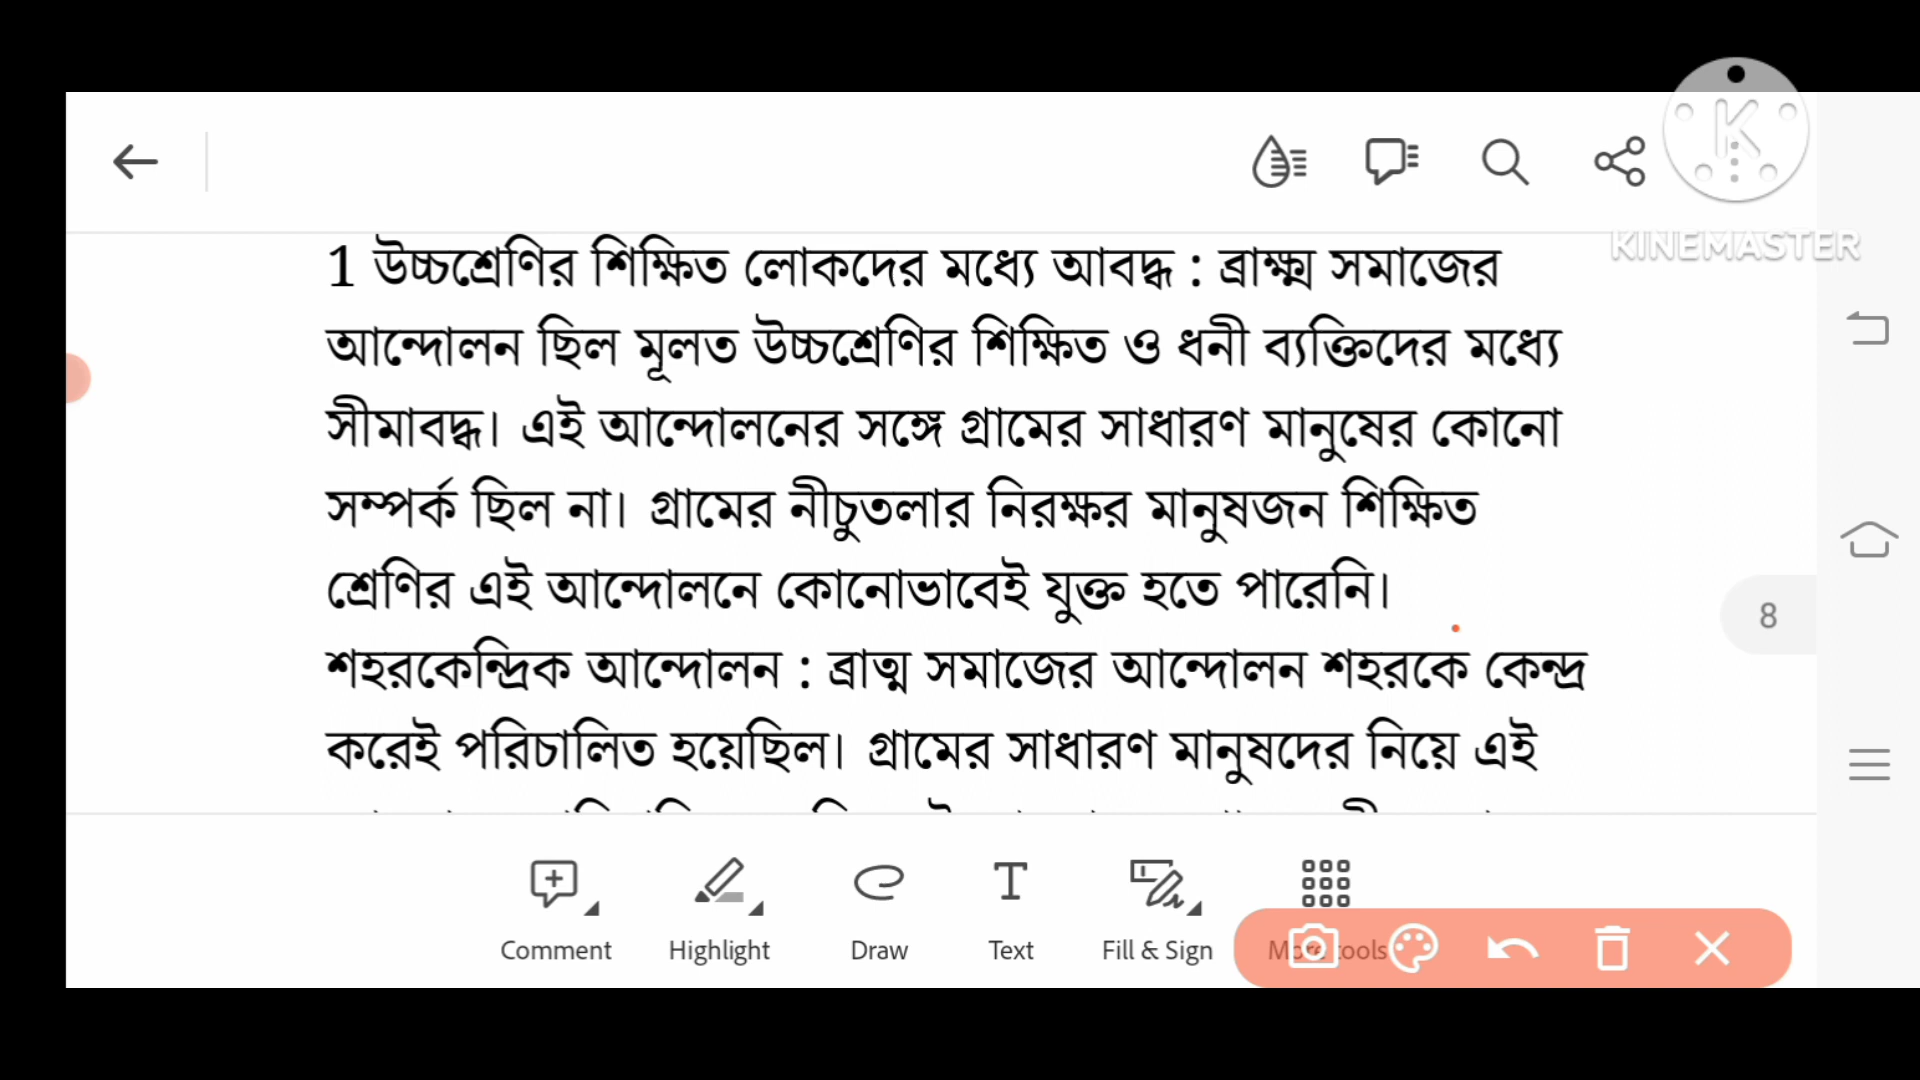 KINEMASTER
1 উচ্চশ্রেণির শিক্ষিত লোকদের মধ্যে আবদ্ধ : ব্রাক্ষ্ম সমাজের
আন্দোলন ছিল মূলত উচ্চশ্রেণির শিক্ষিত ও ধনী ব্যক্তিদের মধ্যে
সীমাবদ্ধ। এই আন্দোলনের সঙ্গে গ্রামের সাধারণ মানুষের কোনো
সম্পর্ক ছিল না। গ্রামের নীচুতলার নিরক্ষর মানুষজন শিক্ষিত
শ্রেণির এই আন্দোলনে কোনোভাবেই যুক্ত হতে পারেনি।
8
শহরকেন্দ্রিক আন্দোলন : ব্রাত্ম সমাজের আন্দোলন শহরকে কেন্দ্র
করেই পরিচালিত হয়েছিল। গ্রামের সাধারণ মানুষদের নিয়ে এই
Comment Highlight Draw Text Fill & Sign More tools